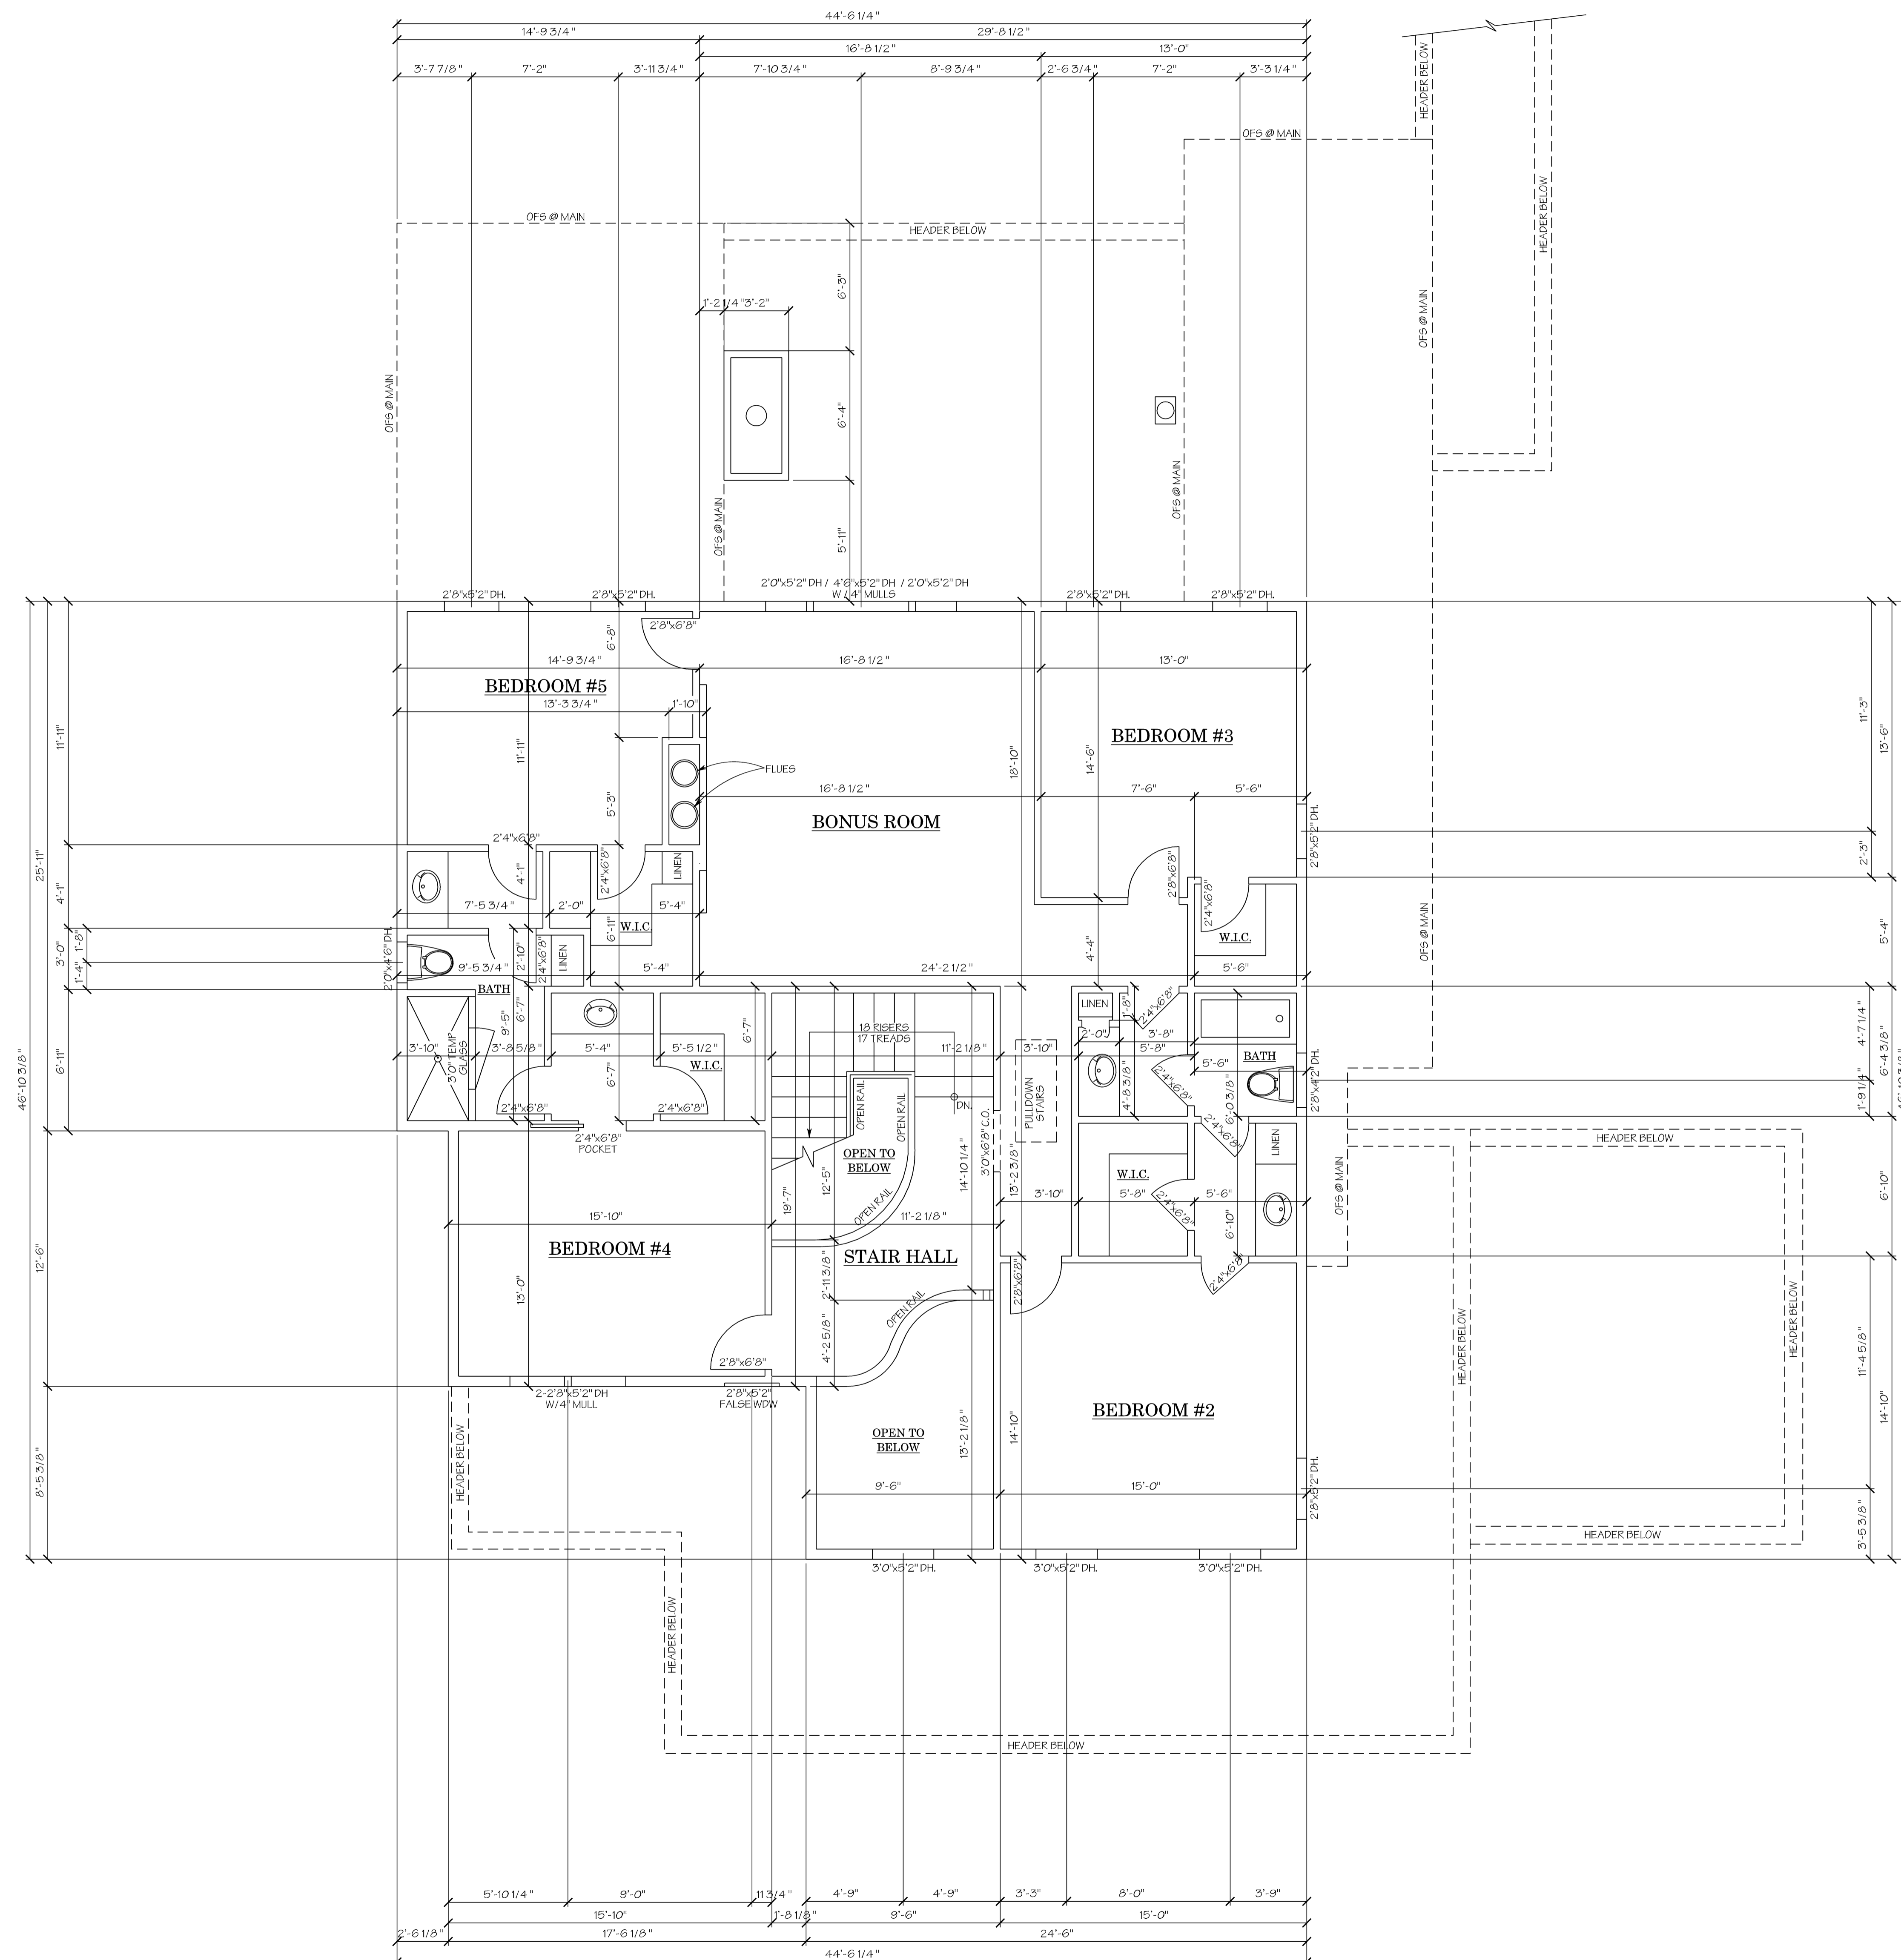 44'-6 1/4"
14'-9 3/4"
29'-8 1/2"
16'-8 1/2"
13'-0"
3'-7 7/8"
7'-2"
3'-11 3/4"
7'-10 3/4"
8'-9 3/4"
2'-6 3/4"
7'-2"
3'-3 1/4"
HEADER BELOW
OFS @ MAIN
HEADER BELOW
OFS @ MAIN
HEADER BELOW
6'-3"
1'-2 1/4"
3'-2"
OFS @ MAIN
OFS @ MAIN
6'-4"
OFS @ MAIN
OFS @ MAIN
5'-11"
2'8"x5'2" DH.
2'8"x5'2" DH.
2'0"x5'2" DH / 4'6"x5'2" DH / 2'0"x5'2" DH
W / 4" MULLS
2'8"x5'2" DH.
2'8"x5'2" DH.
2'8"x6'8"
6'-8"
14'-9 3/4"
16'-8 1/2"
13'-0"
BEDROOM #5
13'-3 3/4"
1'-10"
11'-3"
13'-6"
11'-11"
11'-11"
BEDROOM #3
18'-10"
14'-6"
FLUES
5'-3"
16'-8 1/2"
7'-6"
5'-6"
BONUS ROOM
2'8"x5'2" DH.
2'-3"
25'-11"
2'4"x6'8"
4'-1"
4'-1"
2'4"x6'8"
LINEN
2'8"x6'8"
2'4"x6'8"
7'-5 3/4"
2'-0"
5'-4"
W.I.C.
6'-11"
W.I.C.
OFS @ MAIN
5'-4"
3'-0"
1'-8"
1'-4"
2'0"x4'6" DH.
2'-10"
2'4"x6'8"
LINEN
4'-4"
9'-5 3/4"
5'-4"
24'-2 1/2"
5'-6"
BATH
LINEN
1'-8"
2'4"x6'8"
6'-7"
9'-5"
6'-7"
18 RISERS
17 TREADS
2'-0"
3'-8"
4'-7 1/4"
6'-4 3/8"
46'-10 3/8"
6'-11"
3'-10"
3'0" TEMP
GLASS
3'-8 5/8"
5'-4"
5'-5 1/2"
11'-2 1/8"
3'-10"
5'-8"
BATH
5'-6"
2'8"x4'2" DH.
W.I.C.
6'-7"
2'4"x6'8"
2'4"x6'8"
OPEN RAIL
OPEN RAIL
DN.
PULLDOWN
STAIRS
4'-8 3/8"
2'4"x6'8"
6'-0 3/8"
1'-9 1/4"
46'-10 3/8"
2'4"x6'8"
POCKET
3'0"x6'8" C.O.
2'4"x6'8"
LINEN
HEADER BELOW
OPEN TO
BELOW
14'-10 1/4"
13'-2 3/8"
W.I.C.
12'-5"
19'-7"
OPEN RAIL
3'-10"
5'-8"
5'-6"
2'4"x6'8"
OFS @ MAIN
6'-10"
6'-10"
15'-10"
11'-2 1/8"
BEDROOM #4
STAIR HALL
12'-6"
13'-0"
2'-11 3/8"
2'8"x6'8"
2'4"x6'8"
OPEN RAIL
4'-2 5/8"
HEADER BELOW
HEADER BELOW
11'-4 5/8"
2'8"x6'8"
2-2'8"x5'2" DH
W/4" MULL
2'8"x5'2"
FALSE WDW
BEDROOM #2
14'-10"
OPEN TO
BELOW
13'-2 1/8"
14'-10"
HEADER BELOW
8'-5 3/8"
9'-6"
15'-0"
2'8"x5'2" DH.
3'-5 3/8"
HEADER BELOW
3'0"x5'2" DH.
3'0"x5'2" DH.
3'0"x5'2" DH.
HEADER BELOW
HEADER BELOW
5'-10 1/4"
9'-0"
11 3/4"
4'-9"
4'-9"
3'-3"
8'-0"
3'-9"
15'-10"
1'-8 1/8"
9'-6"
15'-0"
2'-6 1/8"
17'-6 1/8"
24'-6"
44'-6 1/4"